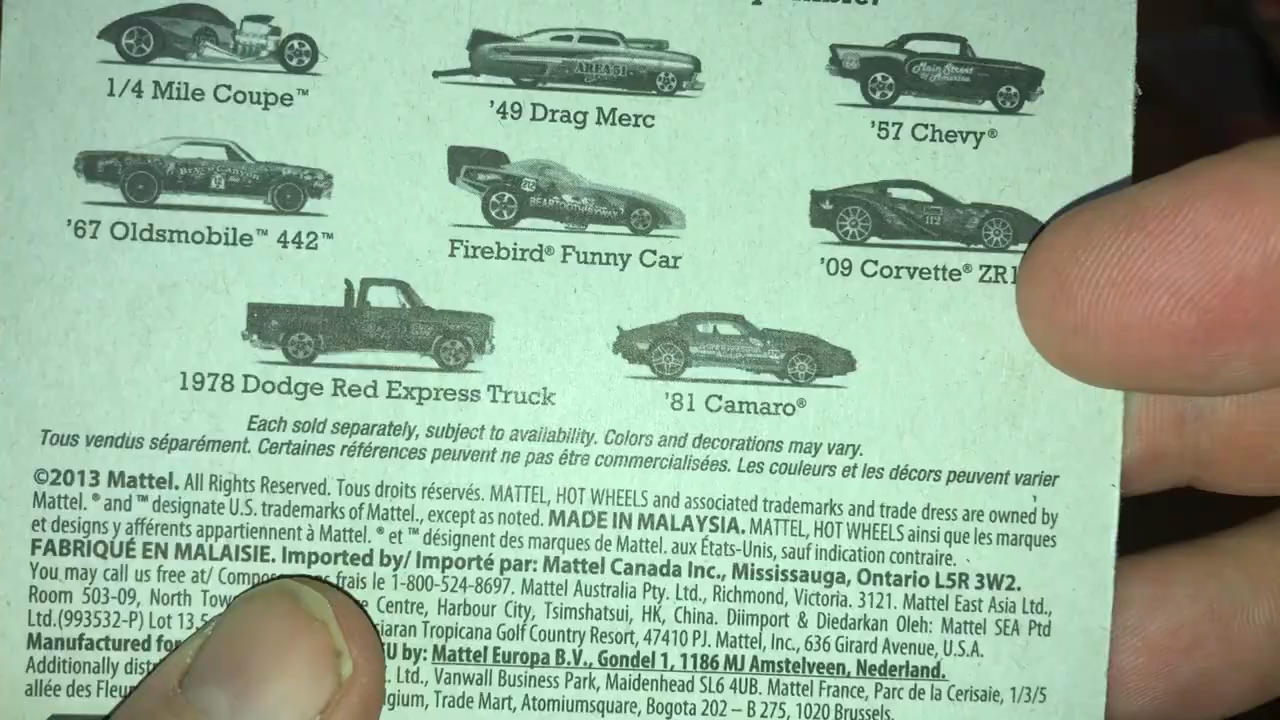 1/4 Mile Coupe™
AREA 51
'49 Drag Merc
Main Street
of America
'57 Chevy®
'67 Oldsmobile™ 442™
BEARTOOTH HWY
Firebird® Funny Car
112
'09 Corvette® ZR1
1978 Dodge Red Express Truck
'81 Camaro®
Each sold separately, subject to availability. Colors and decorations may vary.
Tous vendus séparément. Certaines références peuvent ne pas être commercialisées. Les couleurs et les décors peuvent varier
©2013 Mattel. All Rights Reserved. Tous droits réservés. MATTEL, HOT WHEELS and associated trademarks and trade dress are owned by
Mattel. ® and ™ designate U.S. trademarks of Mattel., except as noted. MADE IN MALAYSIA. MATTEL, HOT WHEELS ainsi que les marques
et designs y afférents appartiennent à Mattel. ® et ™ désignent des marques de Mattel. aux États-Unis, sauf indication contraire.
FABRIQUÉ EN MALAISIE. Imported by/ Importé par: Mattel Canada Inc., Mississauga, Ontario L5R 3W2.
You may call us free at/ frais le 1-800-524-8697. Mattel Australia Pty. Ltd., Richmond, Victoria. 3121. Mattel East Asia Ltd.,
Room 503-09, North Centre, Harbour City, Tsimshatsui, HK, China. Diimport & Diedarkan Oleh: Mattel SEA Ptd
Ltd.(993532-P) Lot 13.5 Tropicana Golf Country Resort, 47410 PJ. Mattel, Inc., 636 Girard Avenue, U.S.A.
Manufactured for by: Mattel Europa B.V., Gondel 1, 1186 MJ Amstelveen, Nederland.
Additionally Ltd., Vanwall Business Park, Maidenhead SL6 4UB. Mattel France, Parc de la Cerisaie, 1/3/5
allée des Trade Mart, Atomiumsquare, Bogota 202 – B 275, 1020 Brussels.